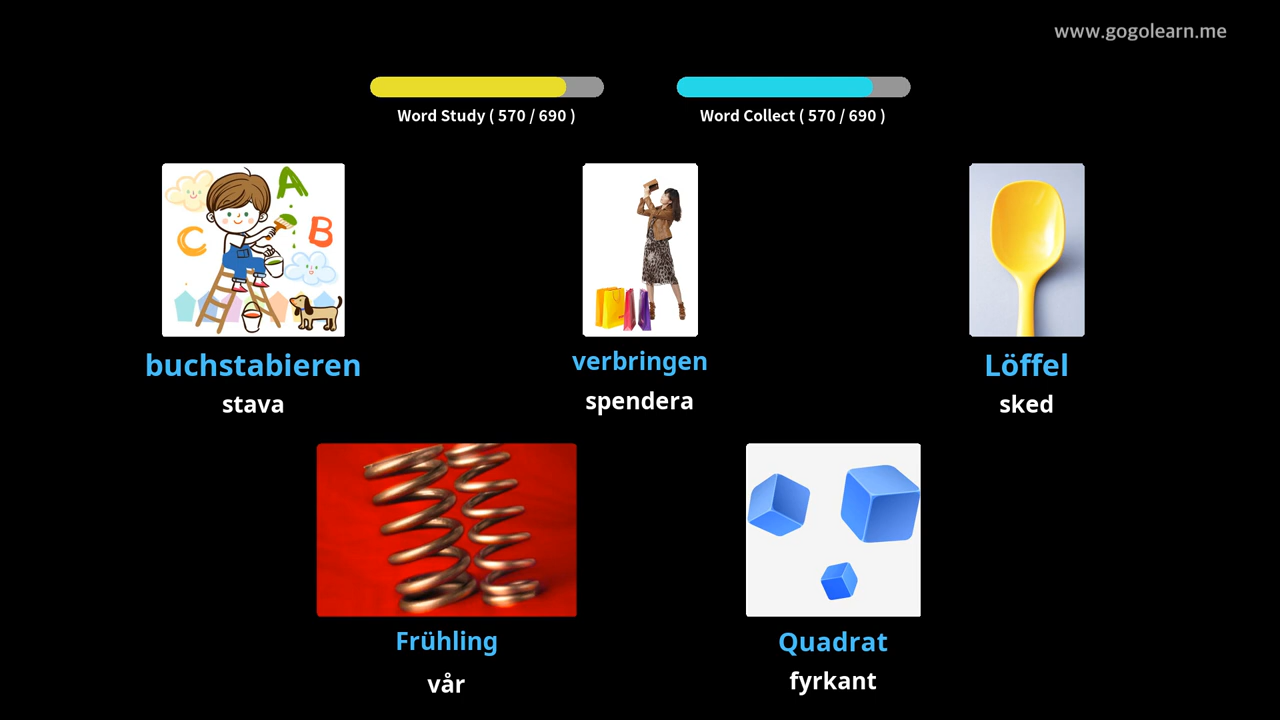 www.gogolearn.me
Word Study ( 570 / 690 )
Word Collect ( 570 / 690 )
A
C
B
buchstabieren
stava
verbringen
spendera
Löffel
sked
Frühling
vår
Quadrat
fyrkant